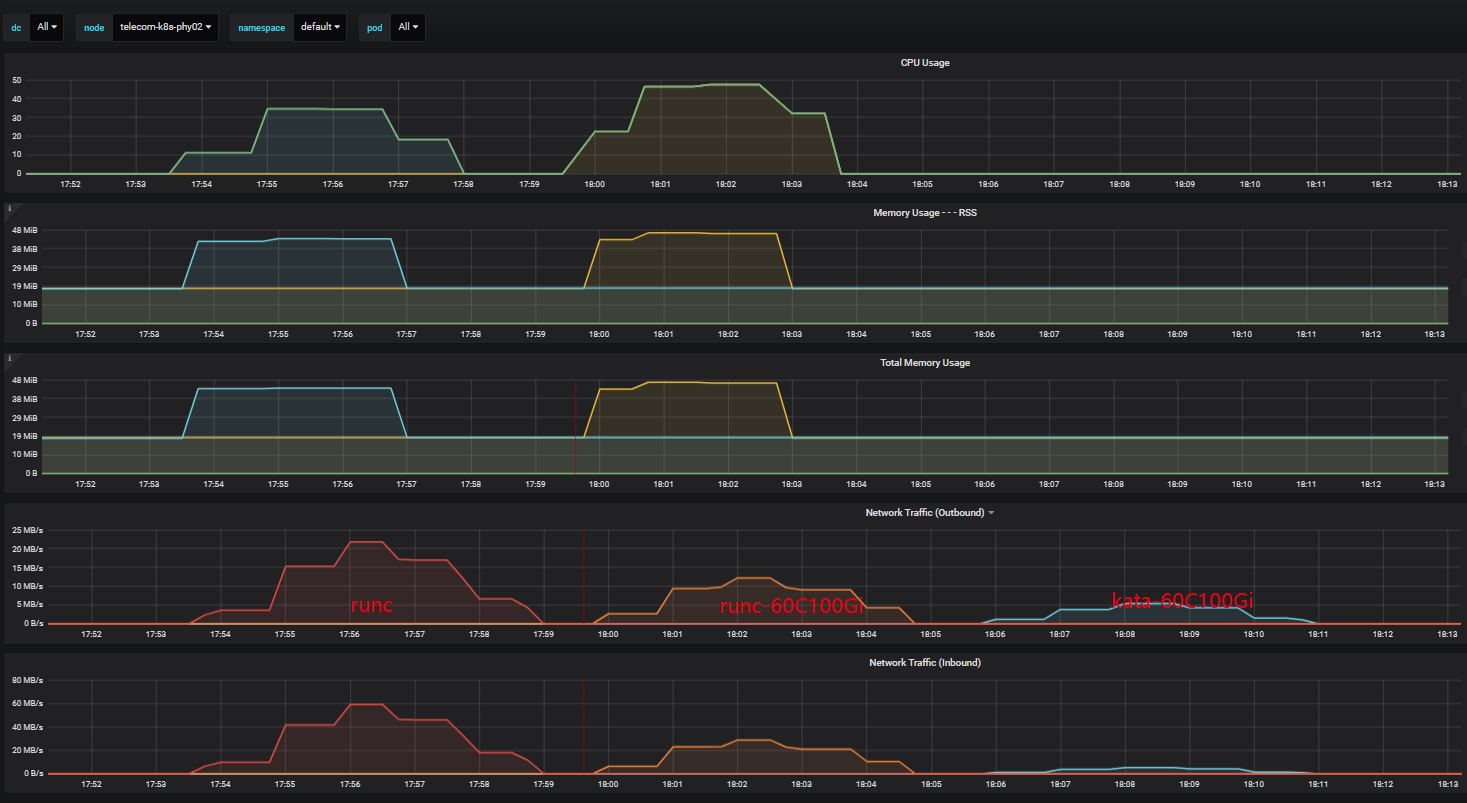 dc All node telecom-k8s-phy02 namespace default pod All
CPU Usage
50
40
30
20
10
0
17:52 17:53 17:54 17:55 17:56 17:57 17:58 17:59 18:00 18:01 18:02 18:03 18:04 18:05 18:06 18:07 18:08 18:09 18:10 18:11 18:12 18:13
i
Memory Usage - - - RSS
48 MiB
38 MiB
29 MiB
19 MiB
10 MiB
0 B
17:52 17:53 17:54 17:55 17:56 17:57 17:58 17:59 18:00 18:01 18:02 18:03 18:04 18:05 18:06 18:07 18:08 18:09 18:10 18:11 18:12 18:13
i
Total Memory Usage
48 MiB
38 MiB
29 MiB
19 MiB
10 MiB
0 B
17:52 17:53 17:54 17:55 17:56 17:57 17:58 17:59 18:00 18:01 18:02 18:03 18:04 18:05 18:06 18:07 18:08 18:09 18:10 18:11 18:12 18:13
Network Traffic (Outbound)
25 MB/s
20 MB/s
15 MB/s
10 MB/s
5 MB/s
0 B/s
runc runc-60C100Gi kata-60C100Gi
17:52 17:53 17:54 17:55 17:56 17:57 17:58 17:59 18:00 18:01 18:02 18:03 18:04 18:05 18:06 18:07 18:08 18:09 18:10 18:11 18:12 18:13
Network Traffic (Inbound)
80 MB/s
60 MB/s
40 MB/s
20 MB/s
0 B/s
17:52 17:53 17:54 17:55 17:56 17:57 17:58 17:59 18:00 18:01 18:02 18:03 18:04 18:05 18:06 18:07 18:08 18:09 18:10 18:11 18:12 18:13